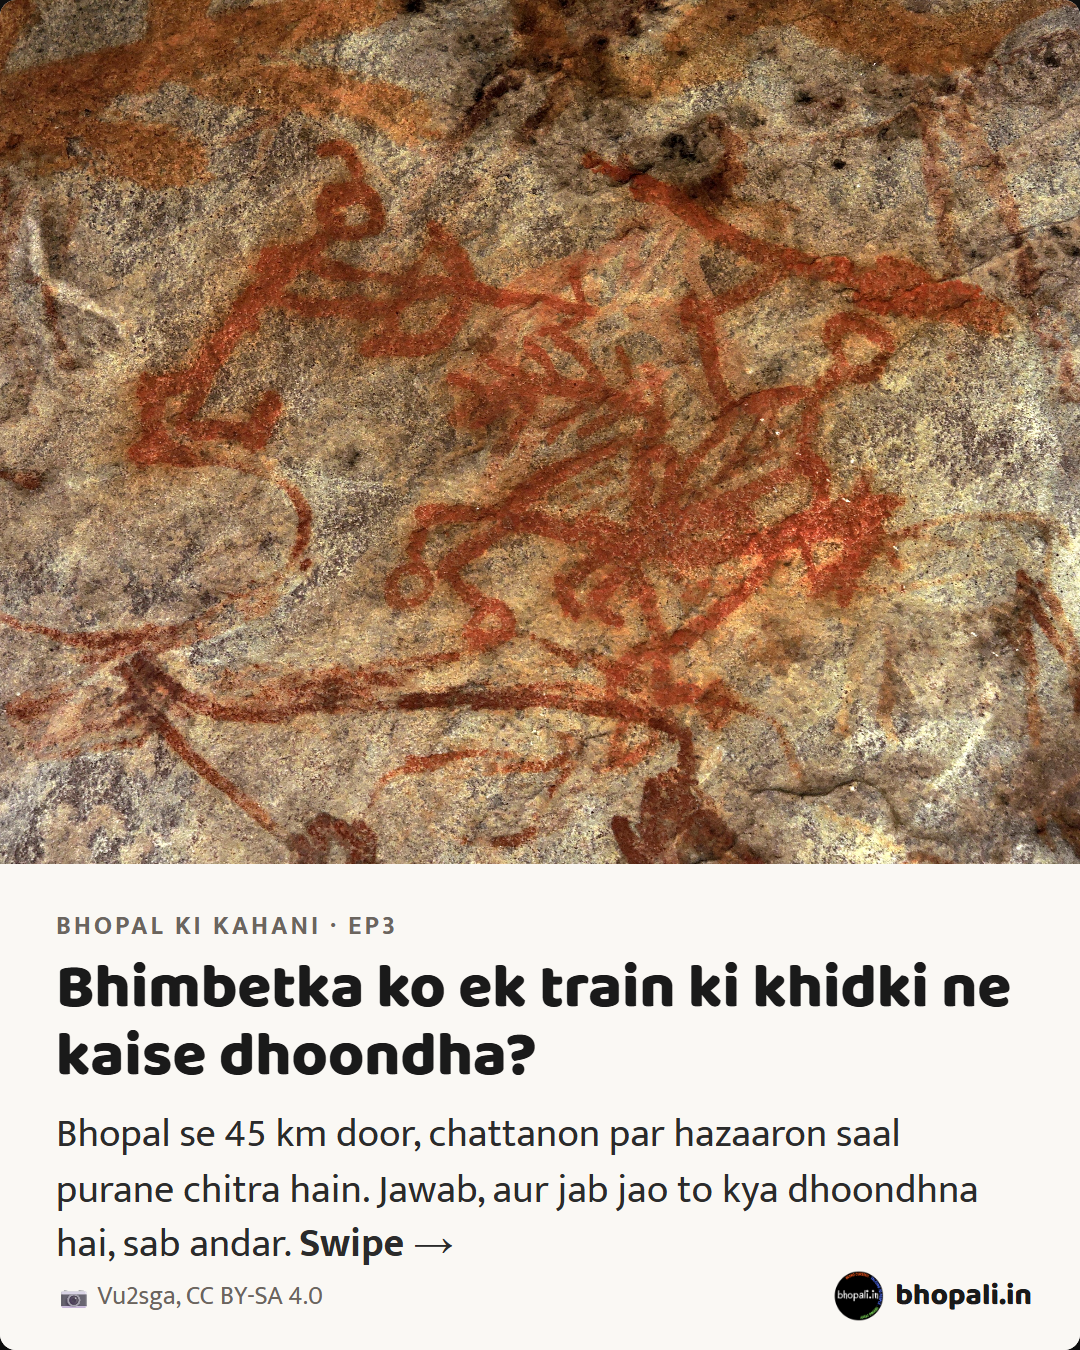 BHOPAL KI KAHANI · EP3
Bhimbetka ko ek train ki khidki ne
kaise dhoondha?
Bhopal se 45 km door, chattanon par hazaaron saal
purane chitra hain. Jawab, aur jab jao to kya dhoondhna
hai, sab andar. Swipe →
📷 Vu2sga, CC BY-SA 4.0
bhopali.in
bhopali.in